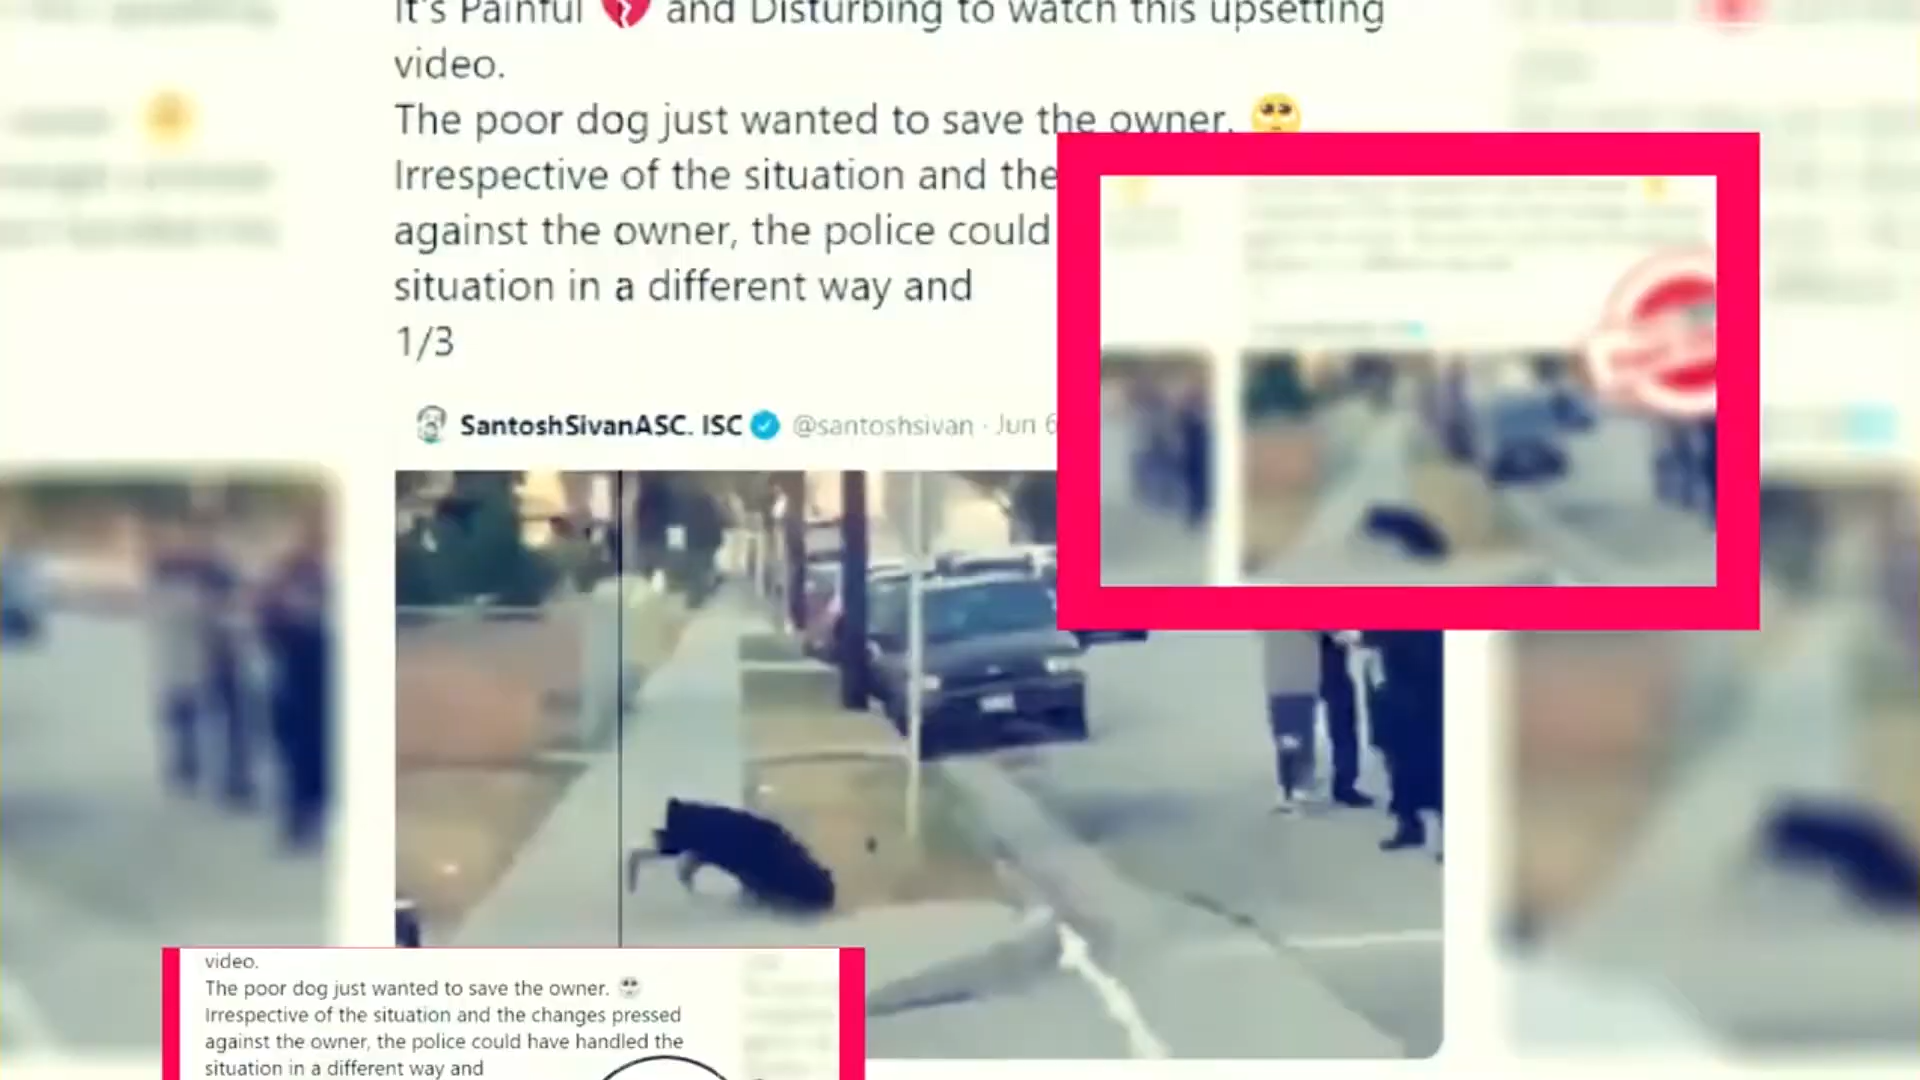 It's Painful 💔 and Disturbing to watch this upsetting
video.
The poor dog just wanted to save the owner. 🥺
Irrespective of the situation and the
against the owner, the police could
situation in a different way and
1/3
SantoshSivanASC. ISC @santoshsivan · Jun 6
video.
The poor dog just wanted to save the owner. 🥺
Irrespective of the situation and the changes pressed
against the owner, the police could have handled the
situation in a different way and